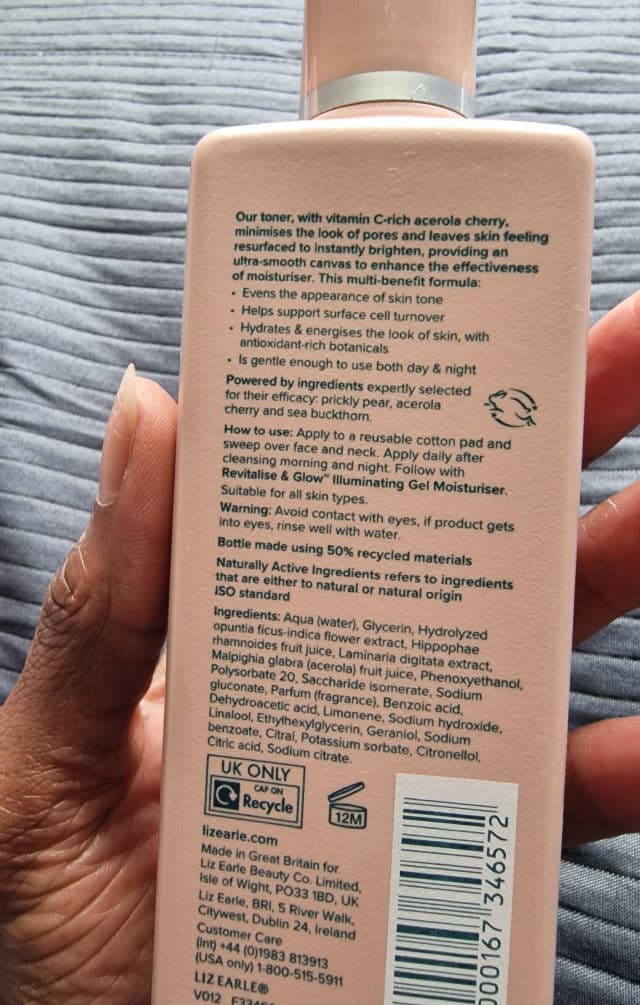 Our toner, with vitamin C-rich acerola cherry,
minimises the look of pores and leaves skin feeling
resurfaced to instantly brighten, providing an
ultra-smooth canvas to enhance the effectiveness
of moisturiser. This multi-benefit formula:
• Evens the appearance of skin tone
• Helps support surface cell turnover
• Hydrates & energises the look of skin, with
antioxidant-rich botanicals
• Is gentle enough to use both day & night
Powered by ingredients expertly selected
for their efficacy: prickly pear, acerola
cherry and sea buckthorn.
How to use: Apply to a reusable cotton pad and
sweep over face and neck. Apply daily after
cleansing morning and night. Follow with
Revitalise & Glow™ Illuminating Gel Moisturiser.
Suitable for all skin types.
Warning: Avoid contact with eyes, if product gets
into eyes, rinse well with water.
Bottle made using 50% recycled materials
Naturally Active Ingredients refers to ingredients
that are either to natural or natural origin
ISO standard
Ingredients: Aqua (water), Glycerin, Hydrolyzed
opuntia ficus-indica flower extract, Hippophae
rhamnoides fruit juice, Laminaria digitata extract,
Malpighia glabra (acerola) fruit juice, Phenoxyethanol,
Polysorbate 20, Saccharide isomerate, Sodium
gluconate, Parfum (fragrance), Benzoic acid,
Dehydroacetic acid, Limonene, Sodium hydroxide,
Linalool, Ethylhexylglycerin, Geraniol, Sodium
benzoate, Citral, Potassium sorbate, Citronellol,
Citric acid, Sodium citrate.
UK ONLY
CAP ON
Recycle
12M
lizearle.com
Made in Great Britain for
Liz Earle Beauty Co. Limited,
Isle of Wight, PO33 1BD, UK
Liz Earle, BRI, 5 River Walk,
Citywest, Dublin 24, Ireland
Customer Care
(Int) +44 (0)1983 813913
(USA only) 1-800-515-5911
LIZ EARLE®
V012
00167 346572